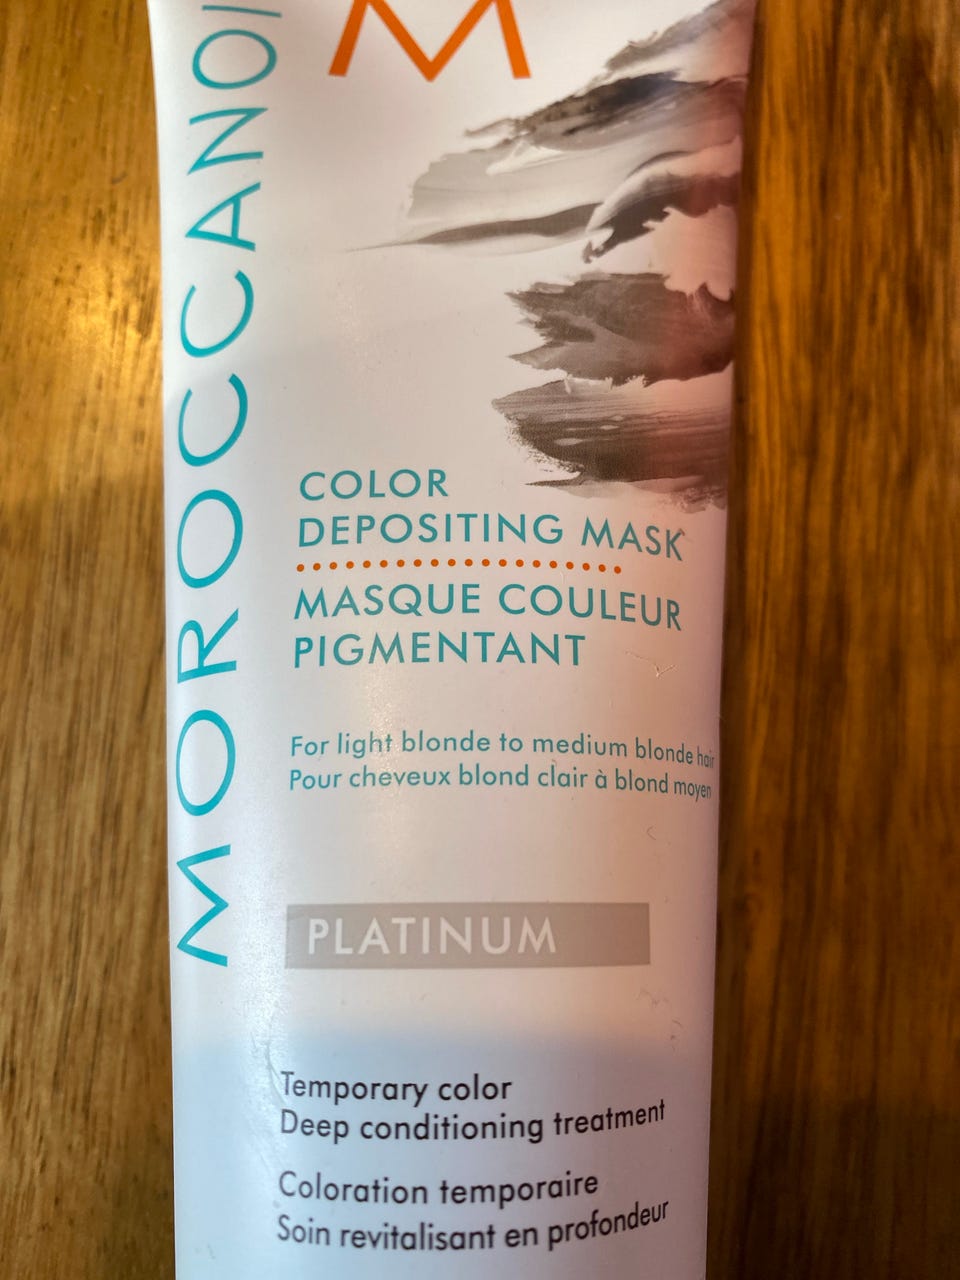 M
MOROCCANOI
COLOR
DEPOSITING MASK
MASQUE COULEUR
PIGMENTANT
For light blonde to medium blonde hair
Pour cheveux blond clair à blond moyen
PLATINUM
Temporary color
Deep conditioning treatment
Coloration temporaire
Soin revitalisant en profondeur